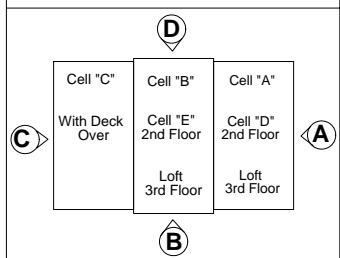 D
Cell "C"
With Deck
Over
Cell "B"
Cell "E"
2nd Floor
Loft
3rd Floor
Cell "A"
Cell "D"
2nd Floor
Loft
3rd Floor
C
A
B